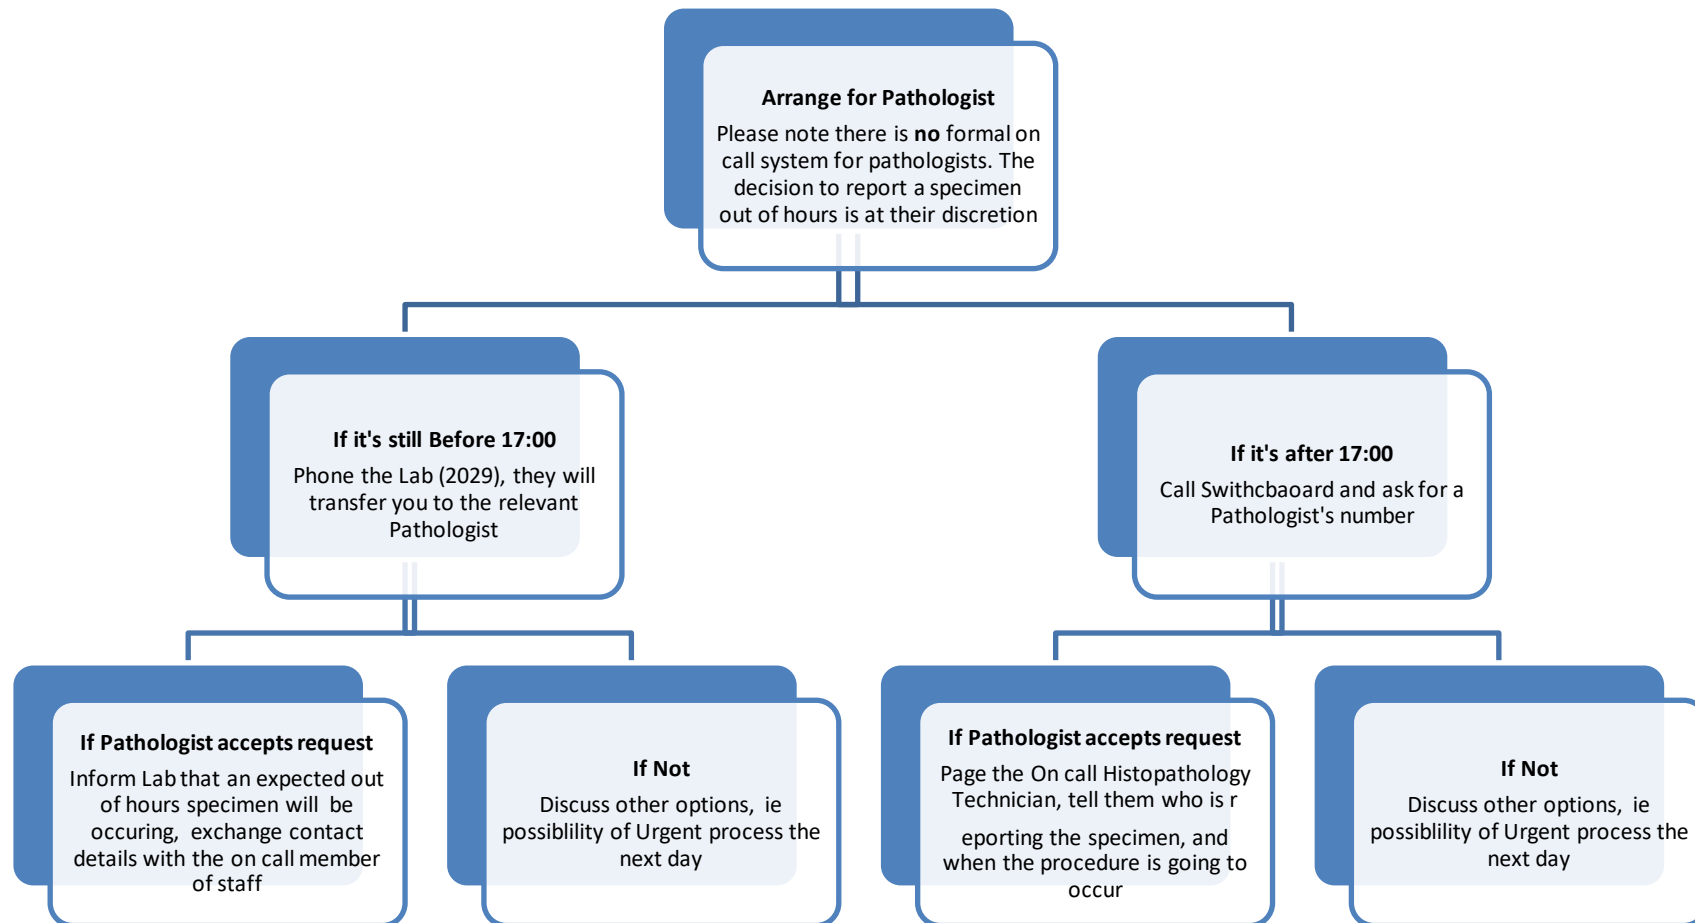 Arrange for Pathologist
Please note there is no formal on
call system for pathologists. The
decision to report a specimen
out of hours is at their discretion
If it's still Before 17:00
Phone the Lab (2029), they will
transfer you to the relevant
Pathologist
If it's after 17:00
Call Swithcbaoard and ask for a
Pathologist's number
If Pathologist accepts request
Inform Lab that an expected out
of hours specimen will be
occuring, exchange contact
details with the on call member
of staff
If Not
Discuss other options, ie
possiblility of Urgent process the
next day
If Pathologist accepts request
Page the On call Histopathology
Technician, tell them who is r
eporting the specimen, and
when the procedure is going to
occur
If Not
Discuss other options, ie
possiblility of Urgent process the
next day